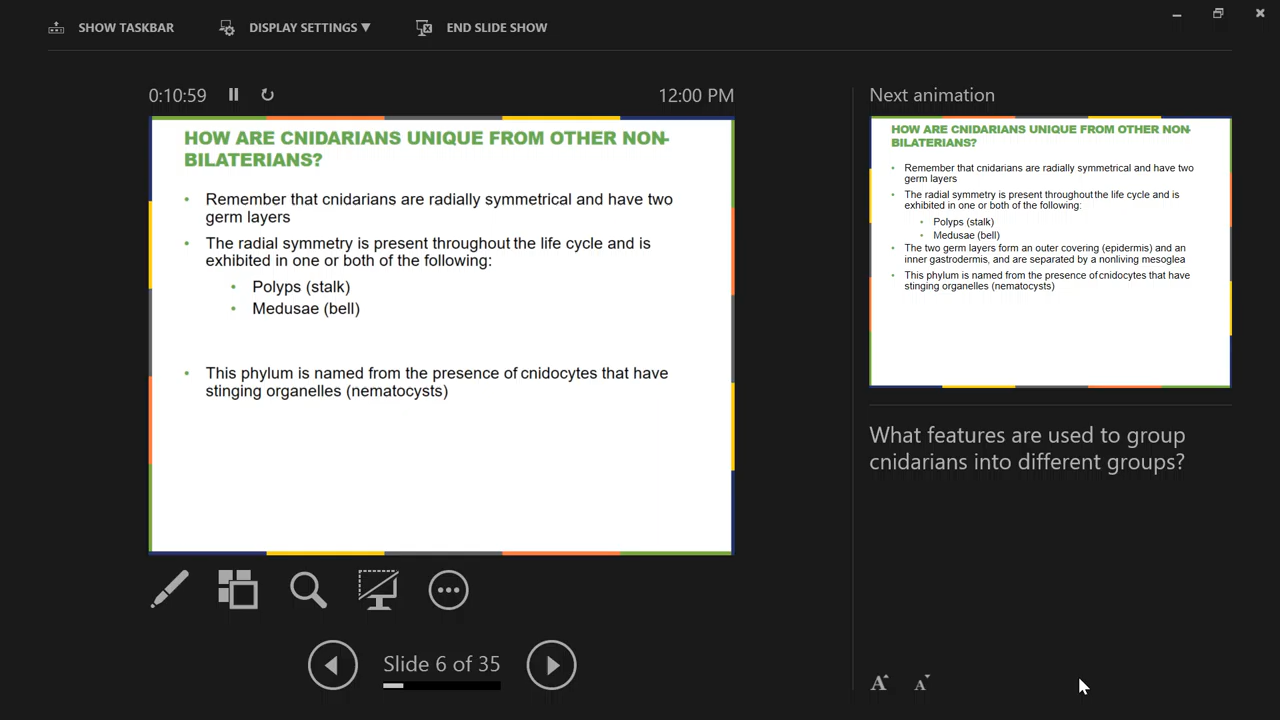 SHOW TASKBAR
DISPLAY SETTINGS ▼
END SLIDE SHOW
0:10:59
12:00 PM
HOW ARE CNIDARIANS UNIQUE FROM OTHER NON-
BILATERIANS?
• Remember that cnidarians are radially symmetrical and have two
germ layers
• The radial symmetry is present throughout the life cycle and is
exhibited in one or both of the following:
• Polyps (stalk)
• Medusae (bell)
• This phylum is named from the presence of cnidocytes that have
stinging organelles (nematocysts)
Slide 6 of 35
Next animation
HOW ARE CNIDARIANS UNIQUE FROM OTHER NON-
BILATERIANS?
• Remember that cnidarians are radially symmetrical and have two
germ layers
• The radial symmetry is present throughout the life cycle and is
exhibited in one or both of the following:
• Polyps (stalk)
• Medusae (bell)
• The two germ layers form an outer covering (epidermis) and an
inner gastrodermis, and are separated by a nonliving mesoglea
• This phylum is named from the presence of cnidocytes that have
stinging organelles (nematocysts)
What features are used to group
cnidarians into different groups?
A A